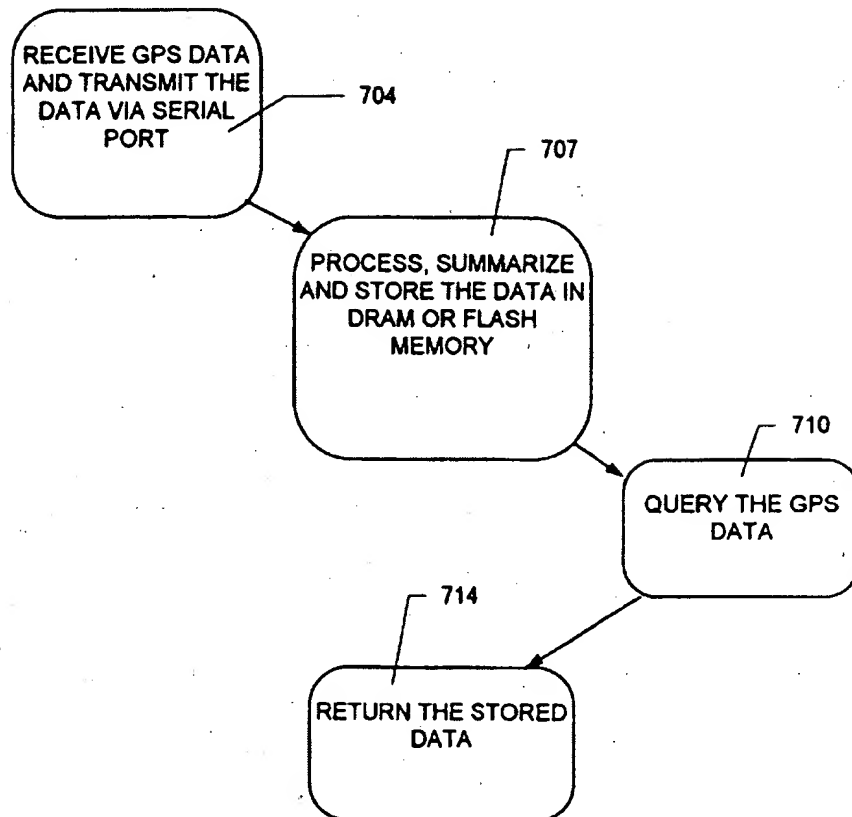 RECEIVE GPS DATA
AND TRANSMIT THE
DATA VIA SERIAL
PORT
704
707
PROCESS, SUMMARIZE
AND STORE THE DATA IN
DRAM OR FLASH
MEMORY
710
QUERY THE GPS
DATA
714
RETURN THE STORED
DATA